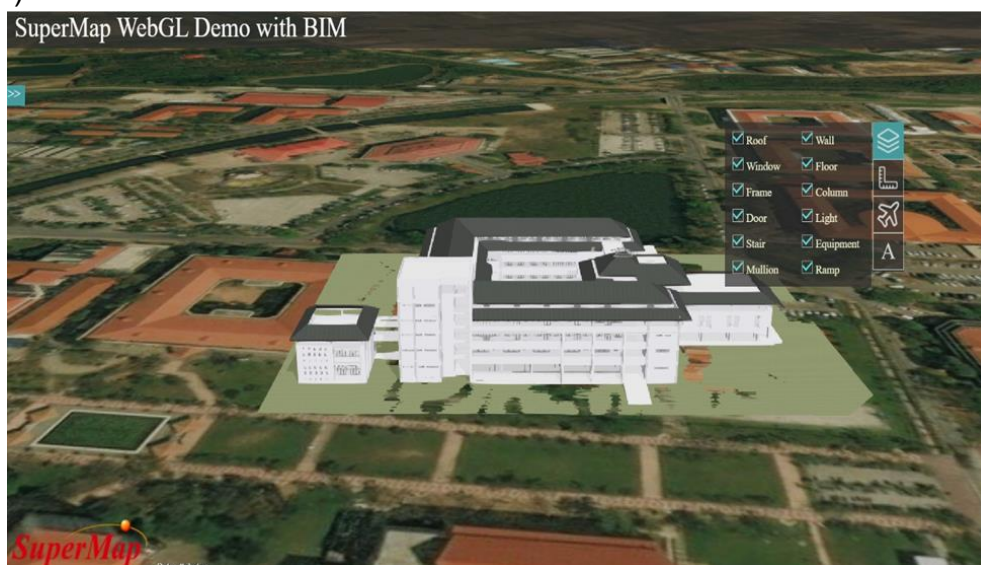 SuperMap WebGL Demo with BIM
>>
Roof Wall
Window Floor
Frame Column
Door Light
Stair Equipment
Mullion Ramp
A
SuperMap